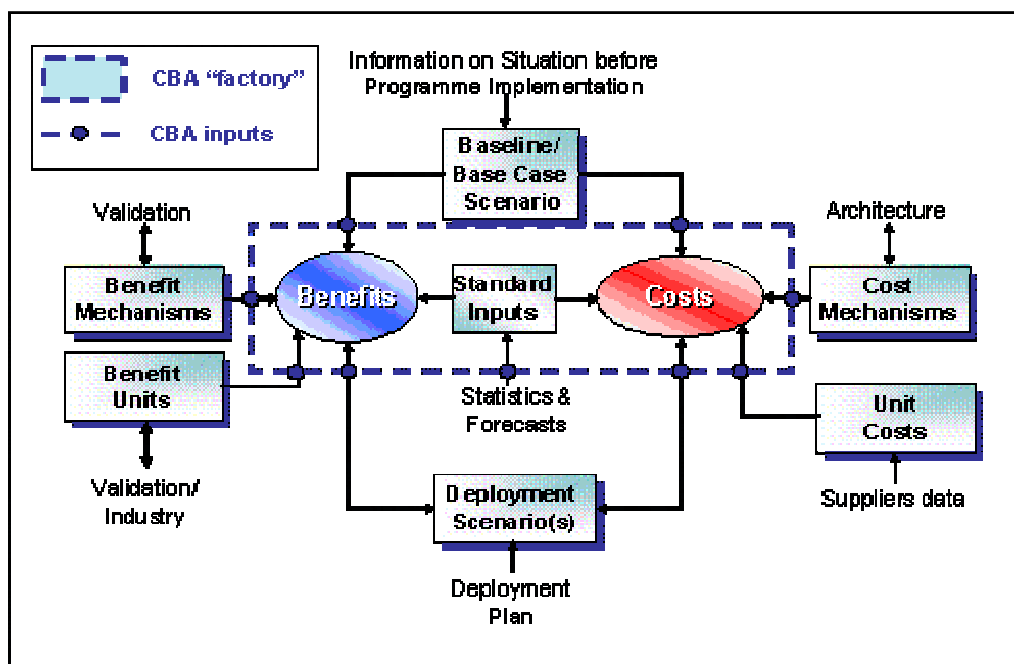 CBA “factory”
CBA inputs
Information on Situation before
Programme Implementation
Baseline/
Base Case
Scenario
Validation
Architecture
Benefit
Mechanisms
Benefits
Standard
Inputs
Costs
Cost
Mechanisms
Benefit
Units
Statistics &
Forecasts
Unit
Costs
Validation/
Industry
Deployment
Scenario(s)
Suppliers data
Deployment
Plan